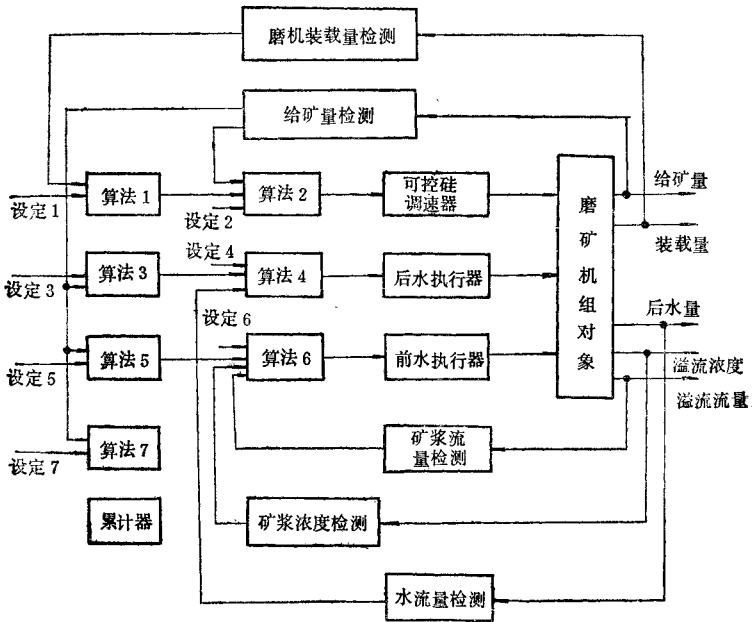 磨机装载量检测
给矿量检测
算法1
算法2
可控硅
调速器
给矿量
设定1
设定2
装载量
设定4
算法3
算法4
后水执行器
磨
矿
机
组
对
象
设定3
后水量
设定6
算法5
算法6
前水执行器
溢流浓度
设定5
溢流流量
算法7
矿浆流
量检测
设定7
累计器
矿浆浓度检测
水流量检测